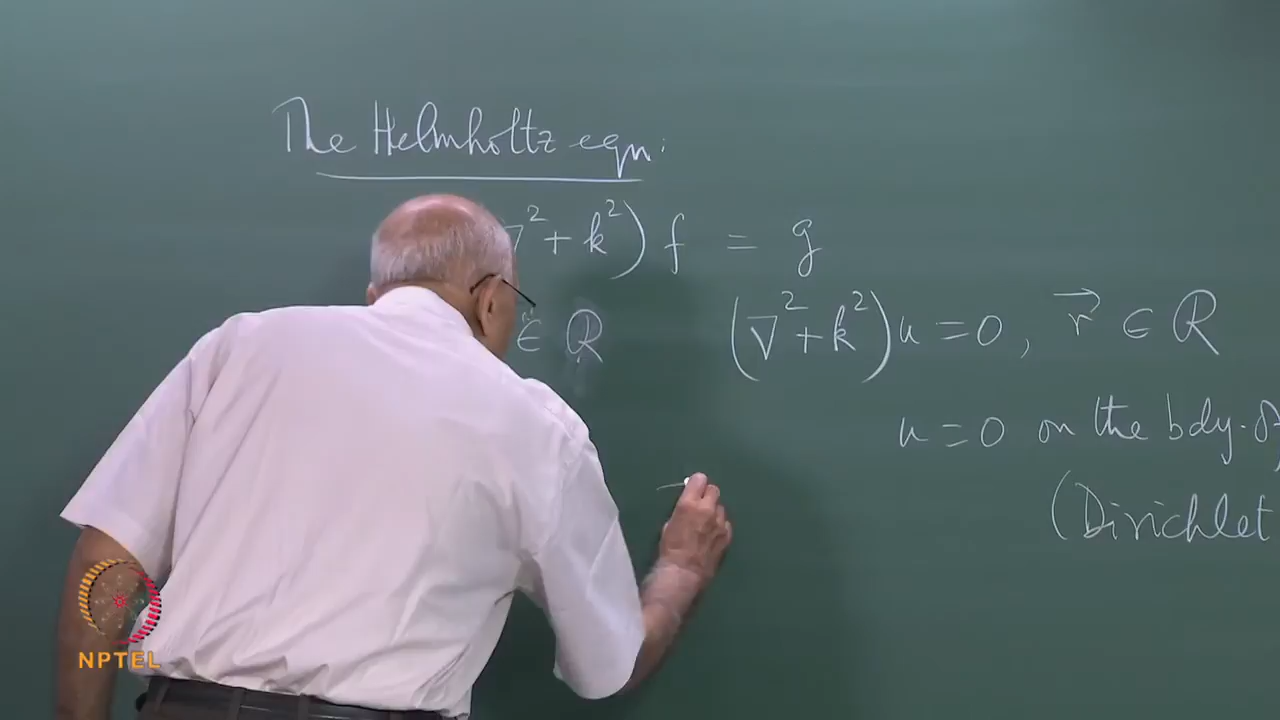 The Helmholtz eqn:
∇² + k²) f = g
∈ R
(∇² + k²) u = 0, r⃗ ∈ R
u = 0 on the bdy. of
(Dirichlet
NPTEL